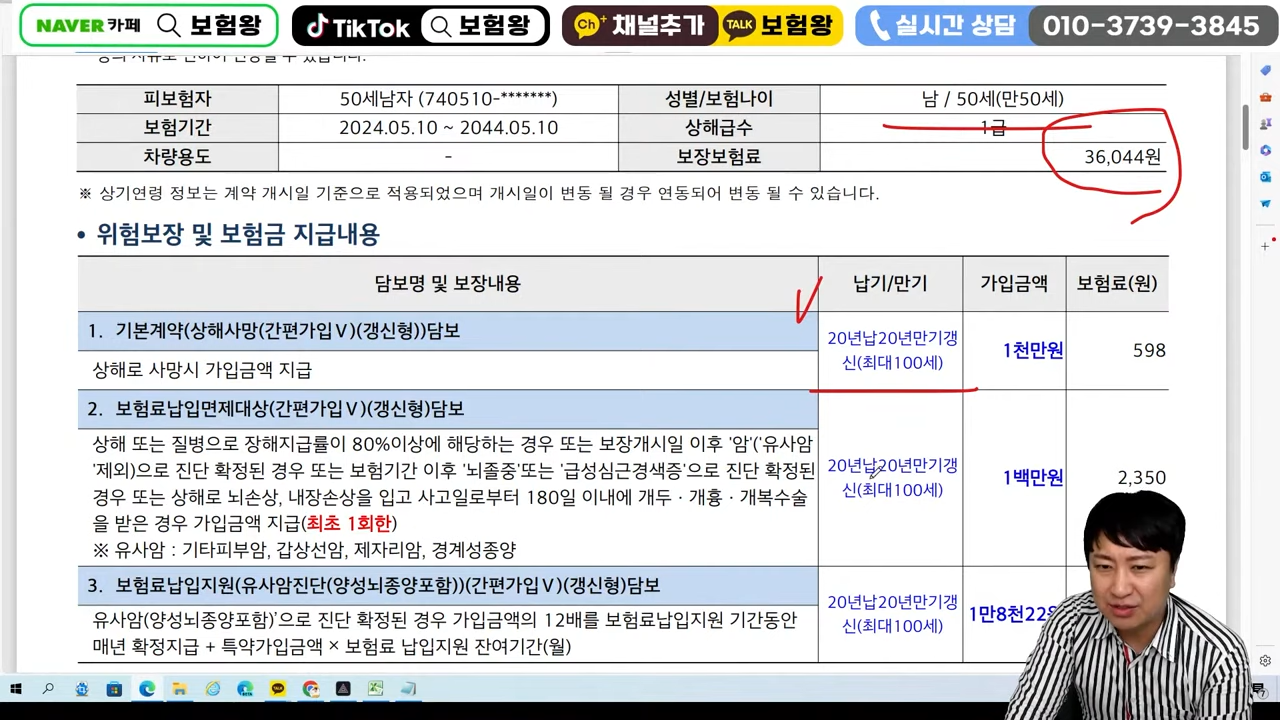 NAVER 카페 보험왕 TikTok 보험왕 Ch+ 채널추가 TALK 보험왕 실시간 상담 010-3739-3845
피보험자 50세남자 (740510-*******) 성별/보험나이 남 / 50세(만50세)
보험기간 2024.05.10 ~ 2044.05.10 상해급수 1급
차량용도 - 보장보험료 36,044원
※ 상기연령 정보는 계약 개시일 기준으로 적용되었으며 개시일이 변동 될 경우 연동되어 변동 될 수 있습니다.
• 위험보장 및 보험금 지급내용
담보명 및 보장내용 납기/만기 가입금액 보험료(원)
1. 기본계약(상해사망(간편가입Ⅴ)(갱신형))담보
20년납20년만기갱
신(최대100세)
1천만원 598
상해로 사망시 가입금액 지급
2. 보험료납입면제대상(간편가입Ⅴ)(갱신형)담보
상해 또는 질병으로 장해지급률이 80%이상에 해당하는 경우 또는 보장개시일 이후 '암'('유사암
'제외)으로 진단 확정된 경우 또는 보험기간 이후 '뇌졸중'또는 '급성심근경색증'으로 진단 확정된
경우 또는 상해로 뇌손상, 내장손상을 입고 사고일로부터 180일 이내에 개두 · 개흉 · 개복수술
을 받은 경우 가입금액 지급(최초 1회한)
※ 유사암 : 기타피부암, 갑상선암, 제자리암, 경계성종양
20년납20년만기갱
신(최대100세)
1백만원 2,350
3. 보험료납입지원(유사암진단(양성뇌종양포함))(간편가입Ⅴ)(갱신형)담보
유사암(양성뇌종양포함)'으로 진단 확정된 경우 가입금액의 12배를 보험료납입지원 기간동안
매년 확정지급 + 특약가입금액 × 보험료 납입지원 잔여기간(월)
20년납20년만기갱
신(최대100세)
1만8천22